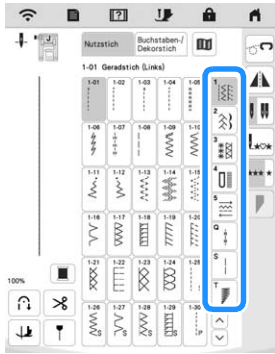 ?
J
Nutzstich
Buchstaben-/
Dekorstich
1-01 Geradstich (Links)
1-01 1-02 1-03 1-04 1-05 1
1-06 1-07 1-08 1-09 1-10 2
3
1-11 1-12 1-13 1-14 1-15 4
1-16 1-17 1-18 1-19 1-20 5
Q
1-21 1-22 1-23 1-24 1-25 S
100%
1-26 1-27 1-28 1-29 1-30 T
S S S S P